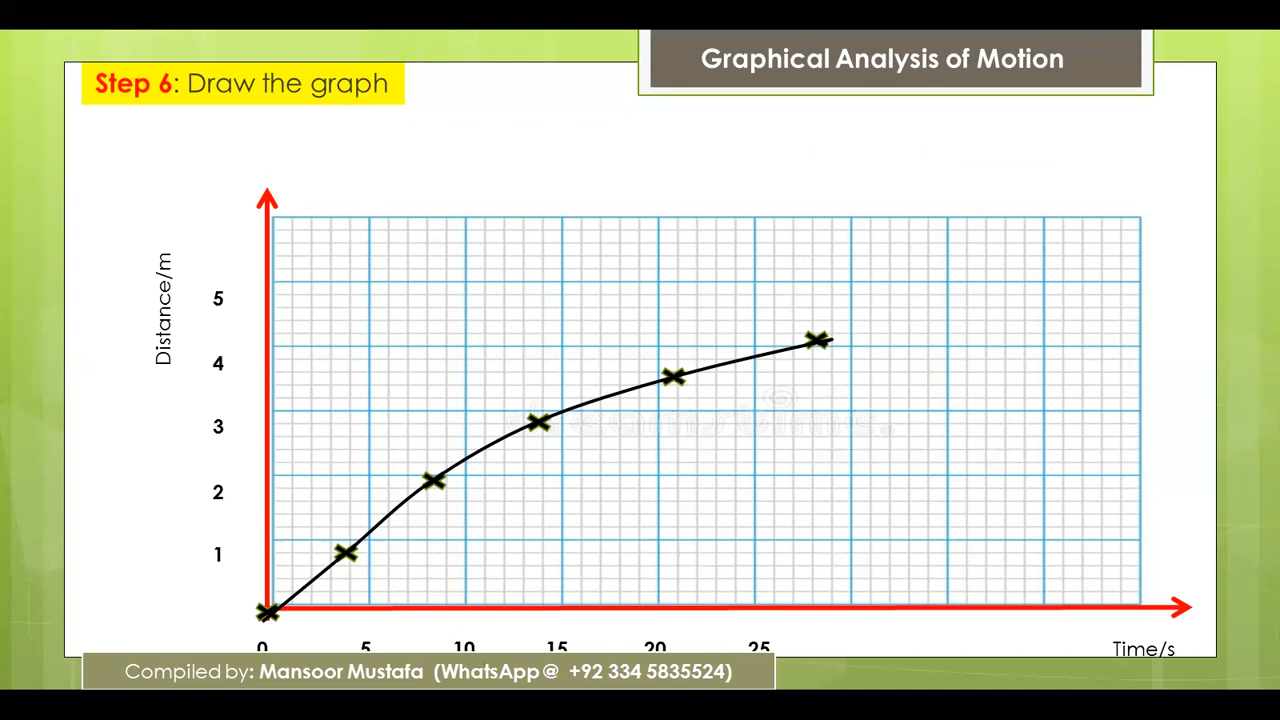 Graphical Analysis of Motion
Step 6: Draw the graph
Distance/m
5
4
3
2
1
0 5 10 15 20 25 Time/s
Compiled by: Mansoor Mustafa (WhatsApp @ +92 334 5835524)